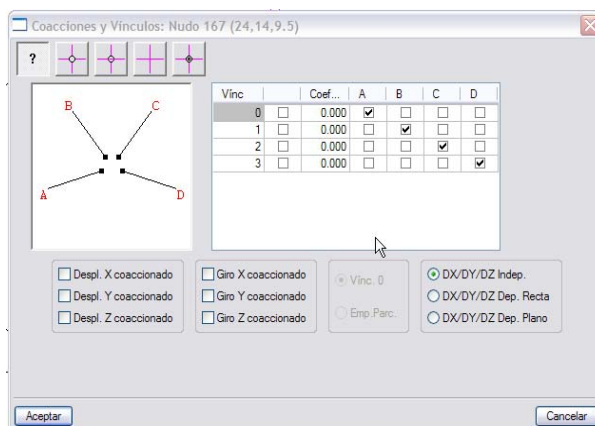 Coacciones y Vínculos: Nudo 167 (24,14,9.5)
?
B C
A D
Vínc Coef... A B C D
0 0.000
1 0.000
2 0.000
3 0.000
Despl. X coaccionado
Despl. Y coaccionado
Despl. Z coaccionado
Giro X coaccionado
Giro Y coaccionado
Giro Z coaccionado
Vínc. 0
Emp.Parc.
DX/DY/DZ Indep.
DX/DY/DZ Dep. Recta
DX/DY/DZ Dep. Plano
Aceptar Cancelar